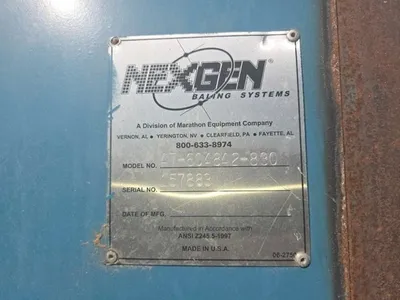 NEXGEN®
BALING SYSTEMS
A Division of Marathon Equipment Company
VERNON, AL • YERINGTON, NV • CLEARFIELD, PA • FAYETTE, AL
800-633-8974
MODEL NO.
SERIAL NO.
DATE OF MFG.
Manufactured in Accordance with
ANSI Z245.5-1997
MADE IN U.S.A.